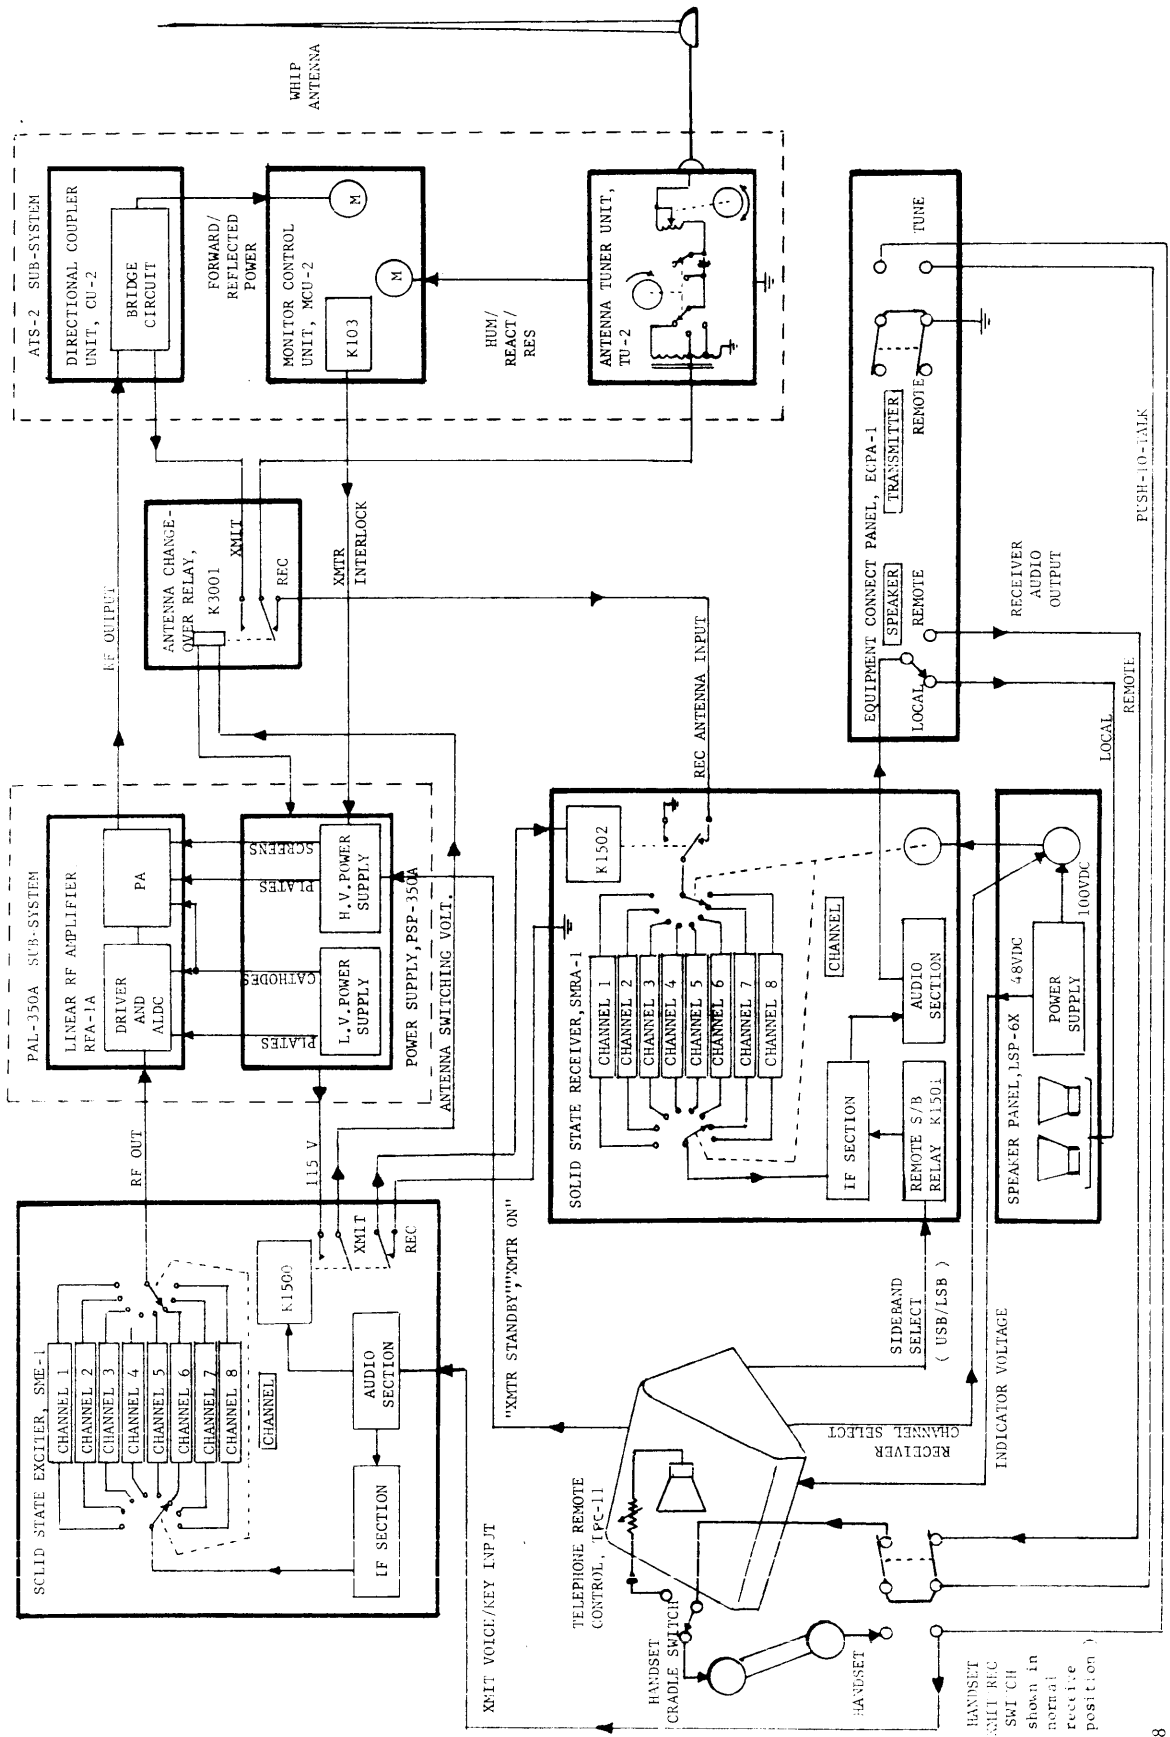 WHIP
ANTENNA
ATS-2 SUB-SYSTEM
DIRECTIONAL COUPLER
UNIT, CU-2
BRIDGE
CIRCUIT
FORWARD/
REFLECTED
POWER
MONITOR CONTROL
UNIT, MCU-2
M
M
K103
HUM/
REACT/
RES
ANTENNA TUNER UNIT,
TU-2
RF OUTPUT
ANTENNA CHANGE-
OVER RELAY,
K3001
XMIT
REC
XMTR
INTERLOCK
PAL-350A SUB-SYSTEM
LINEAR RF AMPLIFIER
RFA-1A
DRIVER
AND
ALDC
PA
SCREENS
PLATES
CATHODES
PLATES
H.V.POWER
SUPPLY
L.V.POWER
SUPPLY
POWER SUPPLY,PSP-350A
ANTENNA SWITCHING VOLT.
REC ANTENNA INPUT
EQUIPMENT CONNECT PANEL, ECPA-1
SPEAKER
TRANSMITTER
LOCAL
REMOTE
REMOTE
TUNE
PUSH-TO-TALK
RECEIVER
AUDIO
OUTPUT
REMOTE
LOCAL
SOLID STATE RECEIVER,SMRA-1
K1502
CHANNEL 1
CHANNEL 2
CHANNEL 3
CHANNEL 4
CHANNEL 5
CHANNEL 6
CHANNEL 7
CHANNEL 8
CHANNEL
IF SECTION
AUDIO
SECTION
REMOTE S/B
RELAY K1501
SPEAKER PANEL,LSP-6X
48VDC
100VDC
POWER
SUPPLY
RF OUT
115 V
SOLID STATE EXCITER, SME-1
CHANNEL 1
CHANNEL 2
CHANNEL 3
CHANNEL 4
CHANNEL 5
CHANNEL 6
CHANNEL 7
CHANNEL 8
CHANNEL
K1500
XMIT
REC
AUDIO
SECTION
IF SECTION
"XMTR STANDBY""XMTR ON"
SIDEBAND
SELECT
( USB/LSB )
RECEIVER
CHANNEL SELECT
INDICATOR VOLTAGE
XMIT VOICE/KEY INPUT
TELEPHONE REMOTE
CONTROL, TRC-11
HANDSET
CRADLE SWITCH
HANDSET
HANDSET
XMIT REC
SWITCH
shown in
normal
receive
position )
8